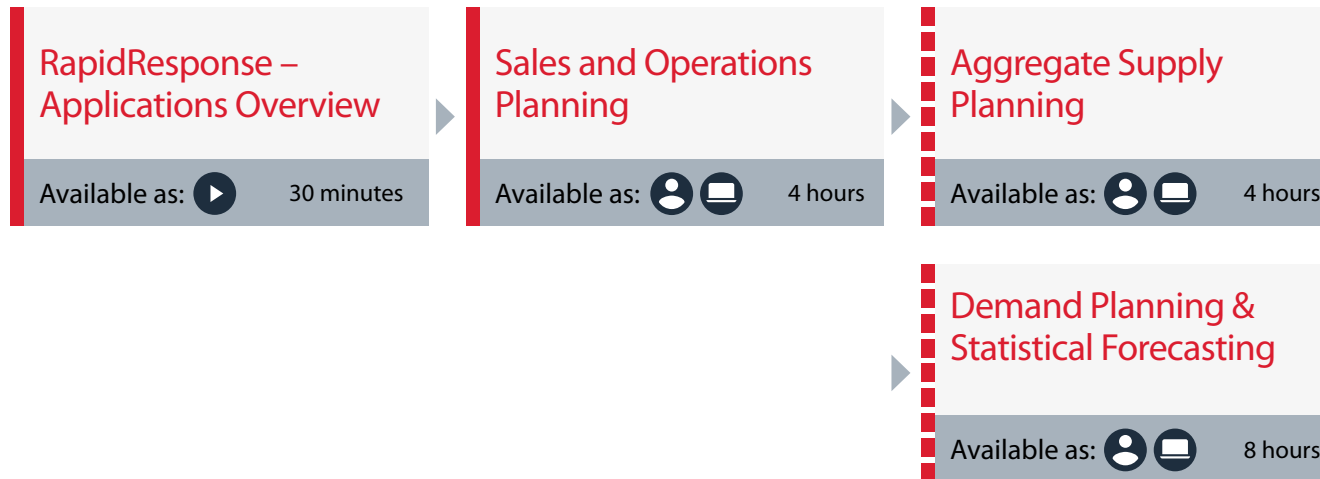 RapidResponse –
Applications Overview
Available as:
30 minutes
Sales and Operations
Planning
Available as:
4 hours
Aggregate Supply
Planning
Available as:
4 hours
Demand Planning &
Statistical Forecasting
Available as:
8 hours